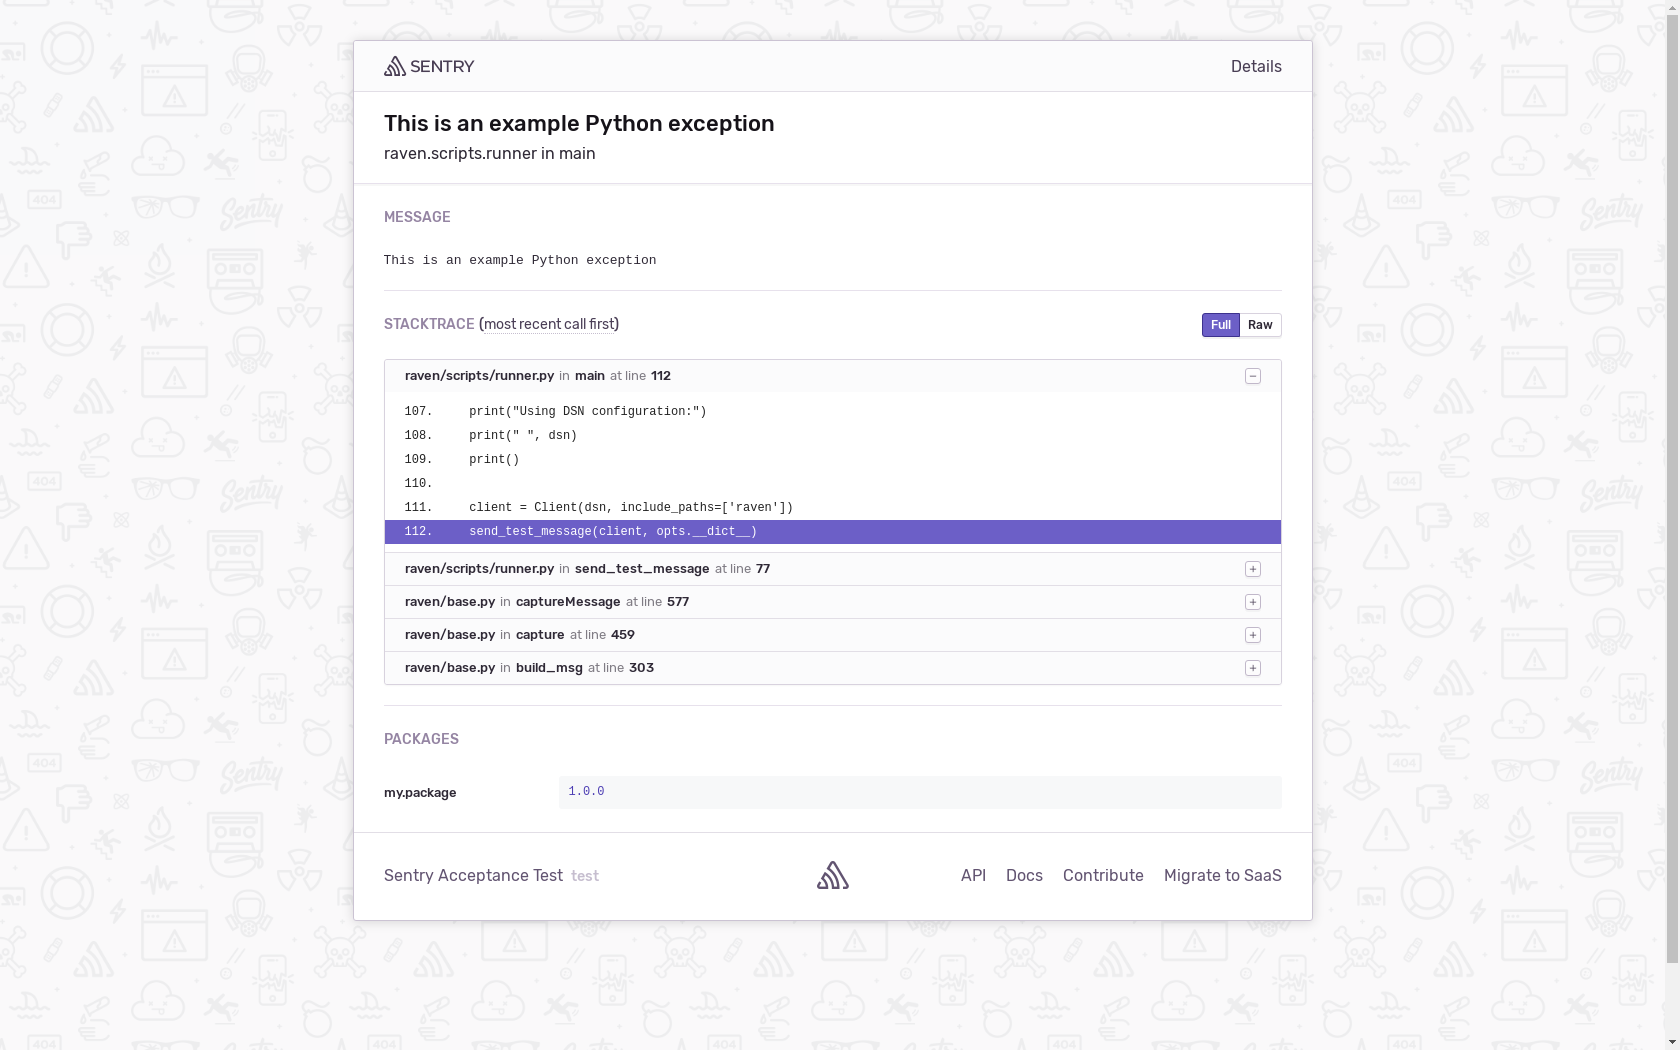 SENTRY
Details
This is an example Python exception
raven.scripts.runner in main
MESSAGE
This is an example Python exception
STACKTRACE (most recent call first)
Full Raw
raven/scripts/runner.py in main at line 112
107. print("Using DSN configuration:")
108. print(" ", dsn)
109. print()
110.
111. client = Client(dsn, include_paths=['raven'])
112. send_test_message(client, opts.__dict__)
raven/scripts/runner.py in send_test_message at line 77
raven/base.py in captureMessage at line 577
raven/base.py in capture at line 459
raven/base.py in build_msg at line 303
PACKAGES
my.package 1.0.0
Sentry Acceptance Test test
API Docs Contribute Migrate to SaaS